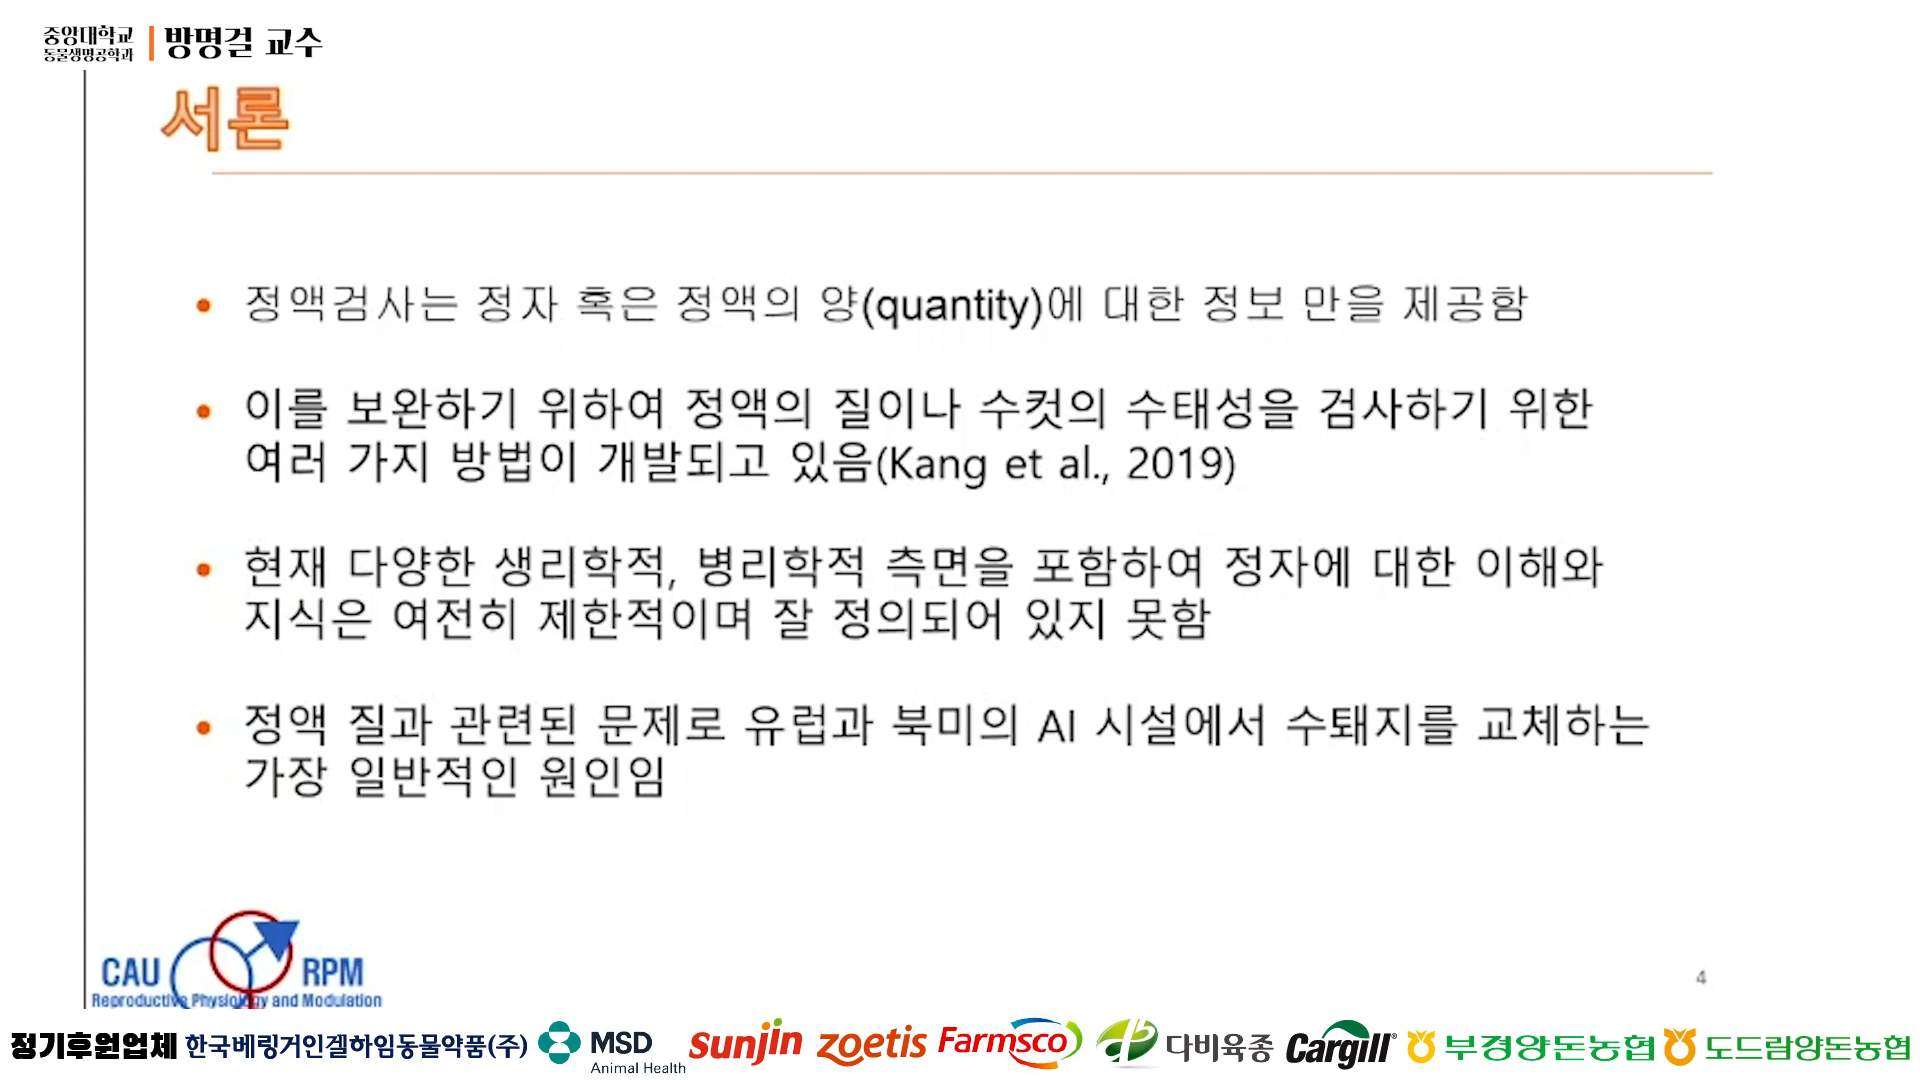 중앙대학교
동물생명공학과
방명걸 교수
서론
• 정액검사는 정자 혹은 정액의 양(quantity)에 대한 정보 만을 제공함
• 이를 보완하기 위하여 정액의 질이나 수컷의 수태성을 검사하기 위한
여러 가지 방법이 개발되고 있음(Kang et al., 2019)
• 현재 다양한 생리학적, 병리학적 측면을 포함하여 정자에 대한 이해와
지식은 여전히 제한적이며 잘 정의되어 있지 못함
• 정액 질과 관련된 문제로 유럽과 북미의 AI 시설에서 수퇘지를 교체하는
가장 일반적인 원인임
CAU RPM
Reproductive Physiology and Modulation
4
정기후원업체 한국베링거인겔하임동물약품(주) MSD Animal Health sunjin zoetis Farmsco 다비육종 Cargill® 부경양돈농협 도드람양돈농협